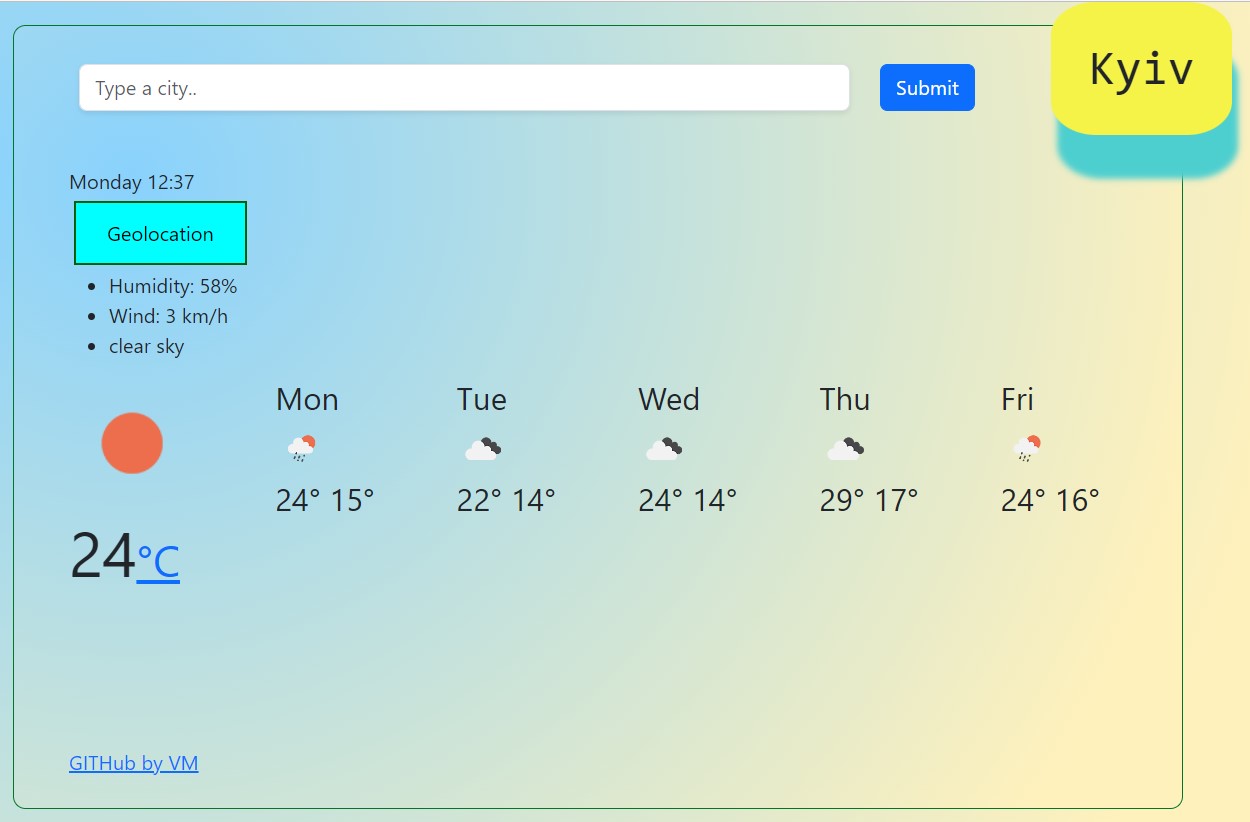 Type a city..
Submit
Kyiv
Monday 12:37
Geolocation
Humidity: 58%
Wind: 3 km/h
clear sky
Mon Tue Wed Thu Fri
24° 15° 22° 14° 24° 14° 29° 17° 24° 16°
24°C
GITHub by VM